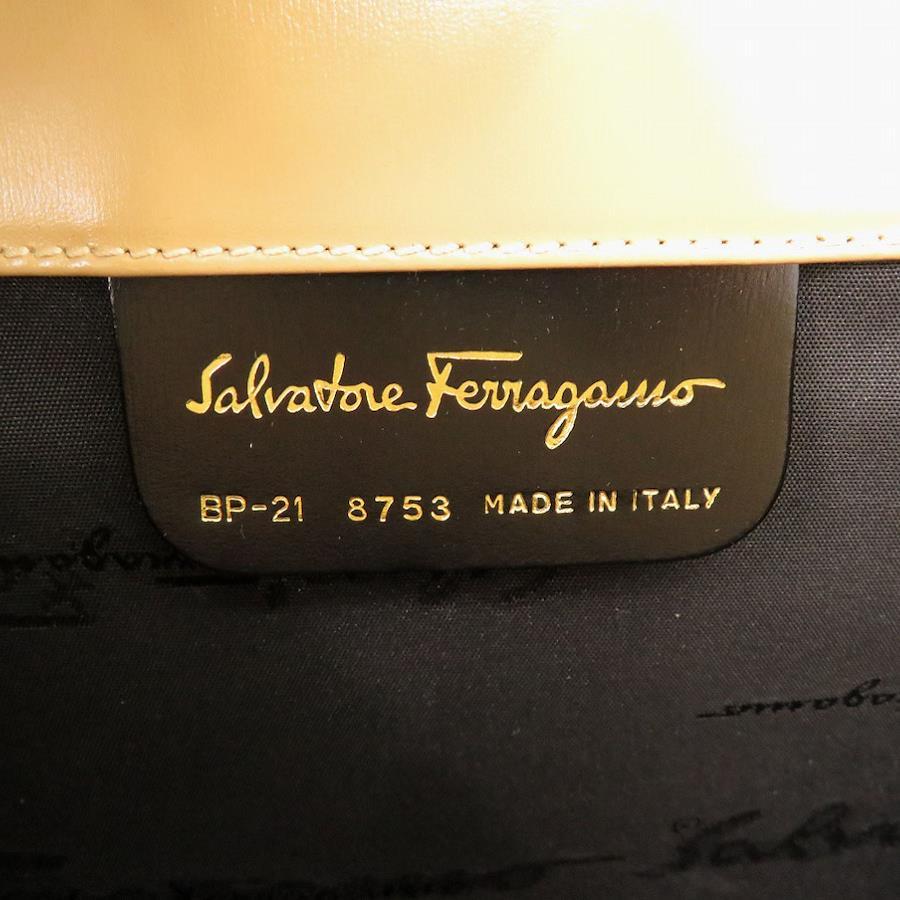 Salvatore Ferragamo
BP-21 8753 MADE IN ITALY